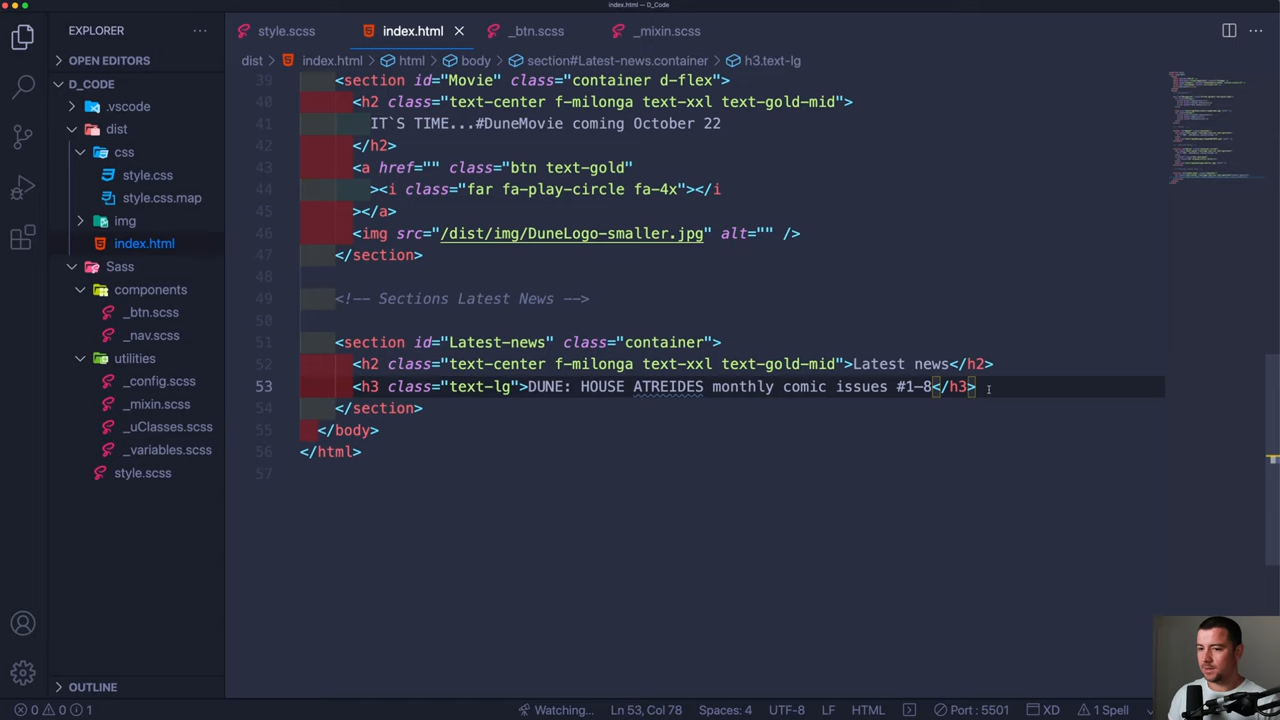 index.html — D_Code
EXPLORER
style.scss
index.html
_btn.scss
_mixin.scss
OPEN EDITORS
dist
index.html
html
body
section#Latest-news.container
h3.text-lg
D_CODE
.vscode
dist
css
style.css
style.css.map
img
index.html
Sass
components
_btn.scss
_nav.scss
utilities
_config.scss
_mixin.scss
_uClasses.scss
_variables.scss
style.scss
OUTLINE
39 <section id="Movie" class="container d-flex">
40 <h2 class="text-center f-milonga text-xxl text-gold-mid">
41 IT`S TIME...#DuneMovie coming October 22
42 </h2>
43 <a href="" class="btn text-gold"
44 ><i class="far fa-play-circle fa-4x"></i
45 ></a>
46 <img src="/dist/img/DuneLogo-smaller.jpg" alt="" />
47 </section>
48
49 <!-- Sections Latest News -->
50
51 <section id="Latest-news" class="container">
52 <h2 class="text-center f-milonga text-xxl text-gold-mid">Latest news</h2>
53 <h3 class="text-lg">DUNE: HOUSE ATREIDES monthly comic issues #1-8</h3>
54 </section>
55 </body>
56 </html>
57
0 0 1
Watching...
Ln 53, Col 78
Spaces: 4
UTF-8
LF
HTML
Port : 5501
XD
1 Spell